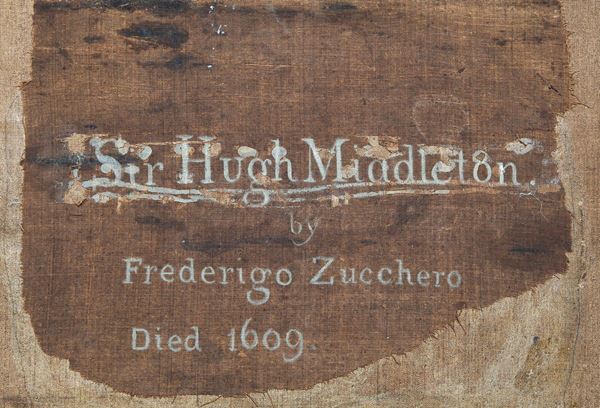 Sir Hugh Middleton.
by
Frederigo Zucchero
Died 1609.